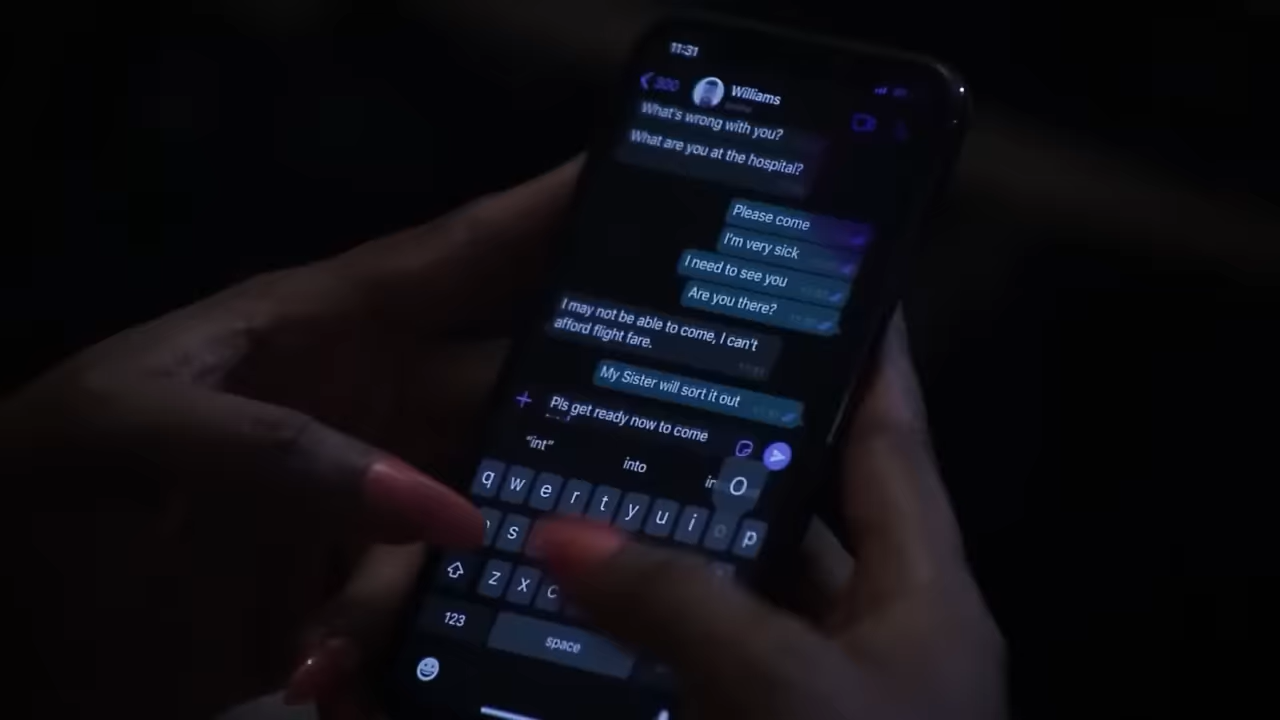 11:31
300
Williams
What's wrong with you?
What are you at the hospital?
Please come
I'm very sick
I need to see you
Are you there?
I may not be able to come, I can't
afford flight fare.
My Sister will sort it out
Pls get ready now to come
"int"
into
O
q w e r t y u i o p
s
z x c
123
space